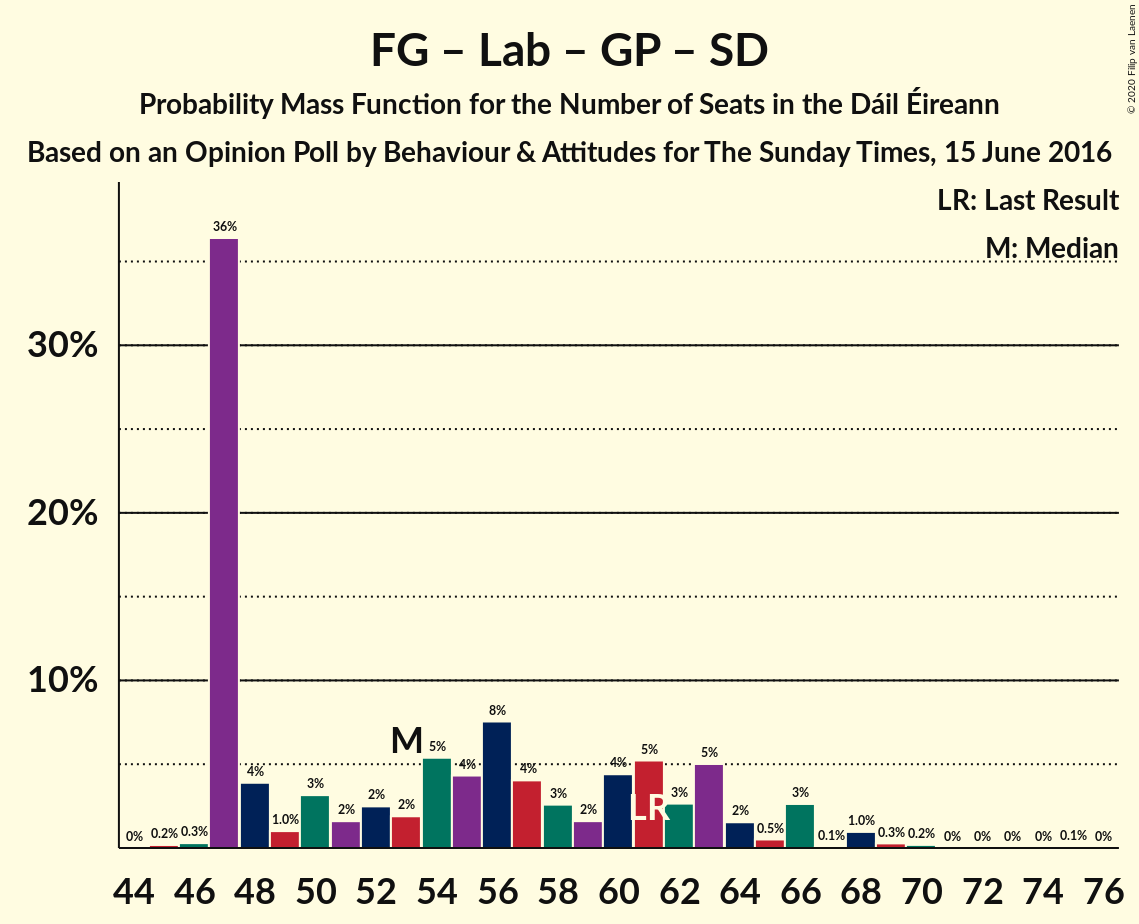 FG – Lab – GP – SD
Probability Mass Function for the Number of Seats in the Dáil Éireann
Based on an Opinion Poll by Behaviour & Attitudes for The Sunday Times, 15 June 2016
© 2020 Filip van Laenen
LR: Last Result
M: Median
30%
20%
10%
0% 0.2% 0.3% 36% 4% 1.0% 3% 2% 2% 2% 5% 4% 8% 4% 3% 2% 4% 5% 3% 5% 2% 0.5% 3% 0.1% 1.0% 0.3% 0.2% 0% 0% 0% 0% 0.1% 0%
M
LR
44 46 48 50 52 54 56 58 60 62 64 66 68 70 72 74 76